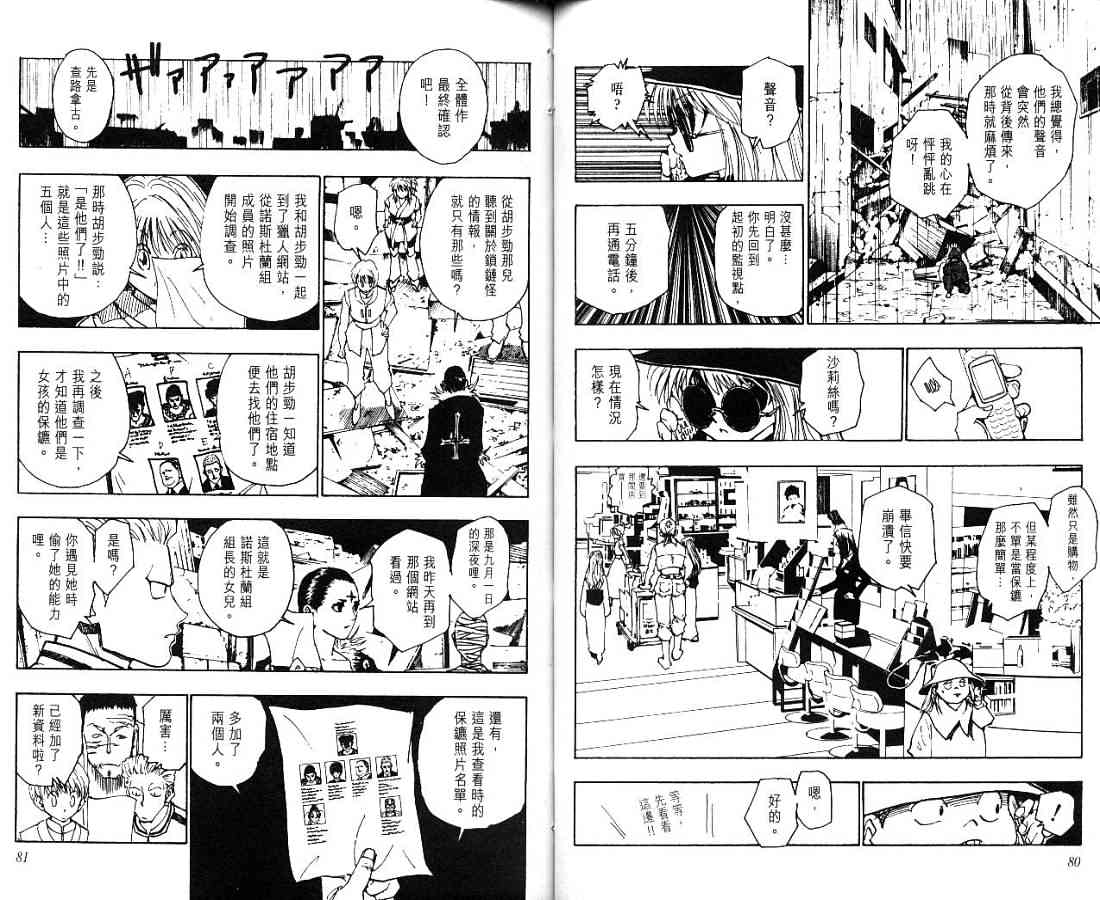 我總覺得，
他們的聲音
會突然
從背後傳來，
那時就麻煩了。
我的心在
怦怦亂跳
呀！
聲音？
唔？
沒甚麼…
明白了。
你先回到
起初的監視點，
五分鐘後，
再通電話。
沙莉絲嗎？
現在情況
怎樣？
雖然只是購物，
但某程度上，
不單是當保鑣
那麼簡單…
畢信快要
崩潰了。
還要到
那間店
買
！
嗯，
好的。
等等，
先看看
這邊!!
80
ザァァァァァァ
全體作
最終確認
吧！
先是
查路拿古。
從胡步勁那兒
聽到關於鎖鏈怪
的情報，
就只有那些嗎？
嗯。
我和胡步勁一起
到了獵人網站，
從諾斯杜蘭組
成員的照片
開始調查。
那時胡步勁說：
「是他們了!!」
就是這些照片中的
五個人…
胡步勁一知道
他們的住宿地點
便去找他們了。
之後
我再調查一下，
才知道他們是
女孩的保鑣。
那是九月一日
的深夜哩。
我昨天再到
那個網站
看過。
這就是
諾斯杜蘭組
組長的女兒。
是嗎？
你遇見她時
偷了她的能力
哩。
還有，
這是我查看時的
保鑣照片名單。
多加了
兩個人。
厲害…
已經加了
新資料啦？
81